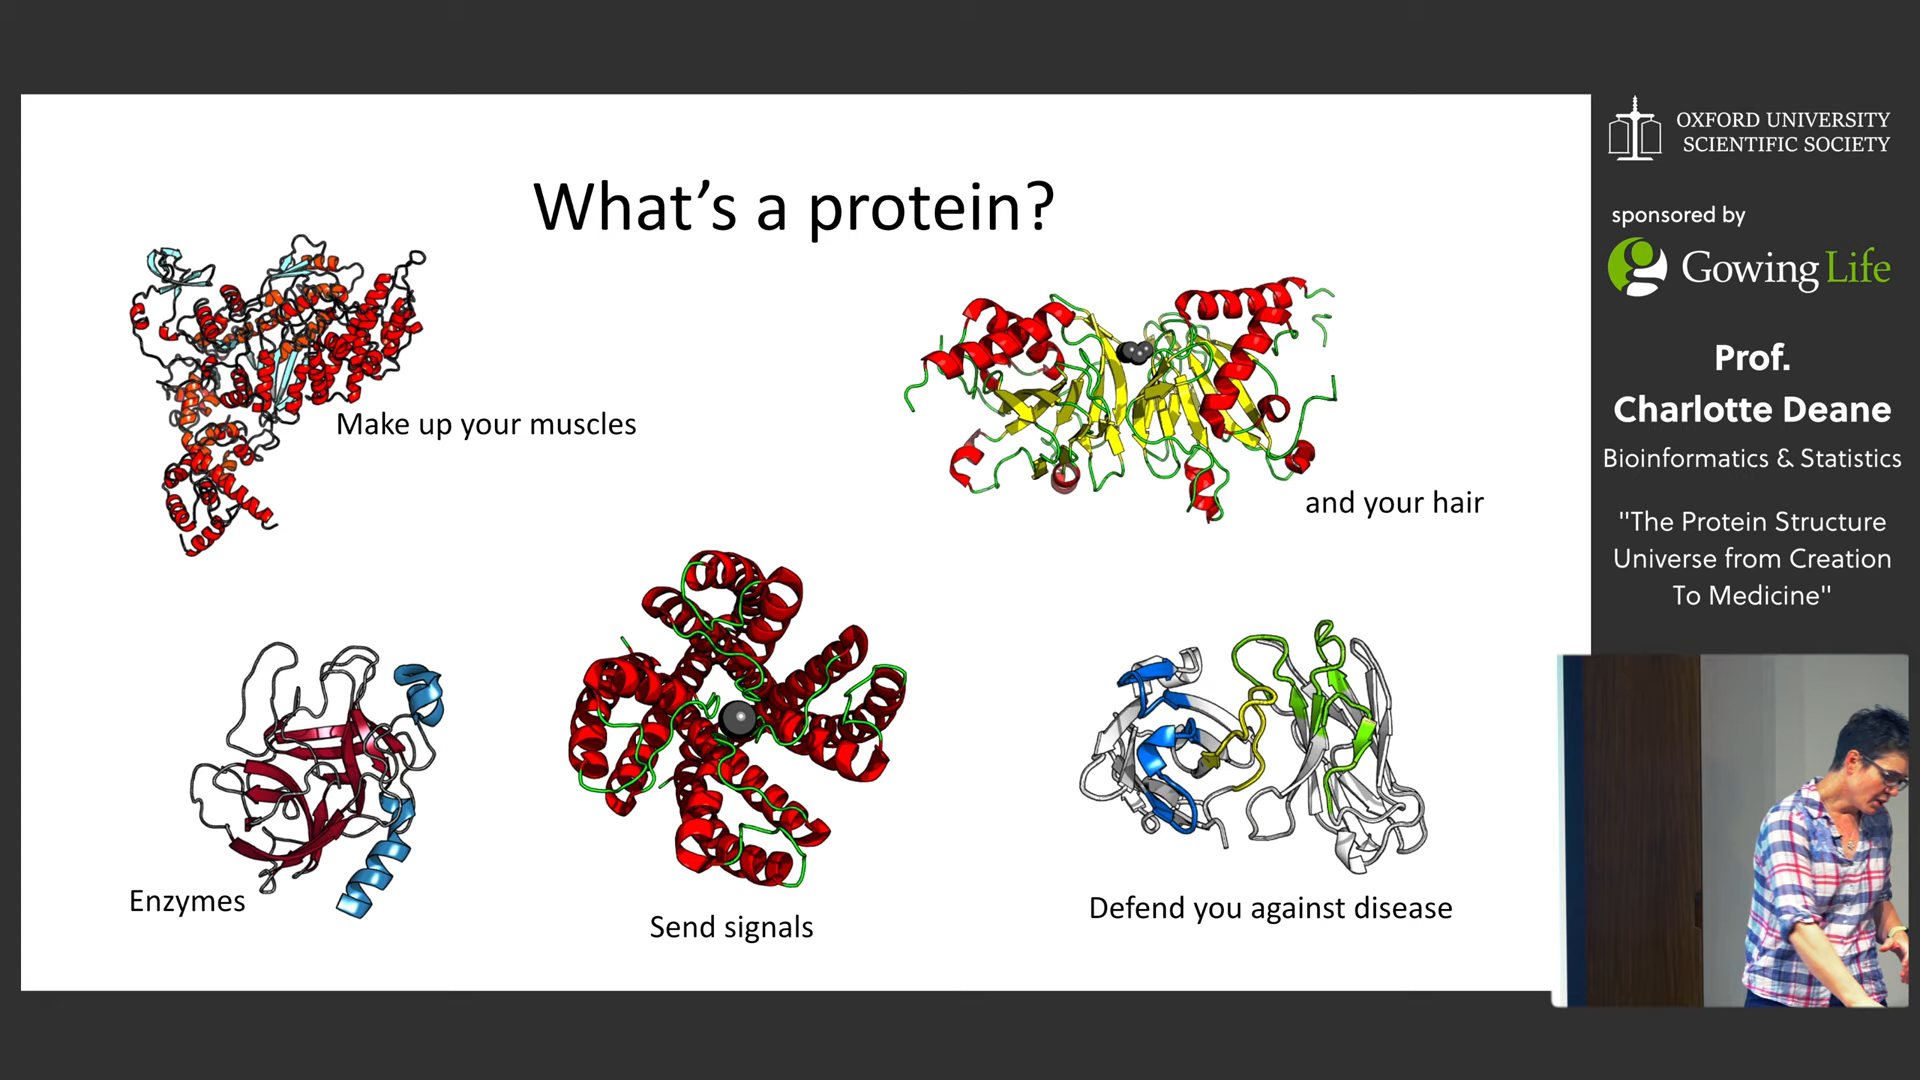 What's a protein?
Make up your muscles
and your hair
Enzymes
Send signals
Defend you against disease
OXFORD UNIVERSITY
SCIENTIFIC SOCIETY
sponsored by
Gowing Life
Prof.
Charlotte Deane
Bioinformatics & Statistics
"The Protein Structure
Universe from Creation
To Medicine"